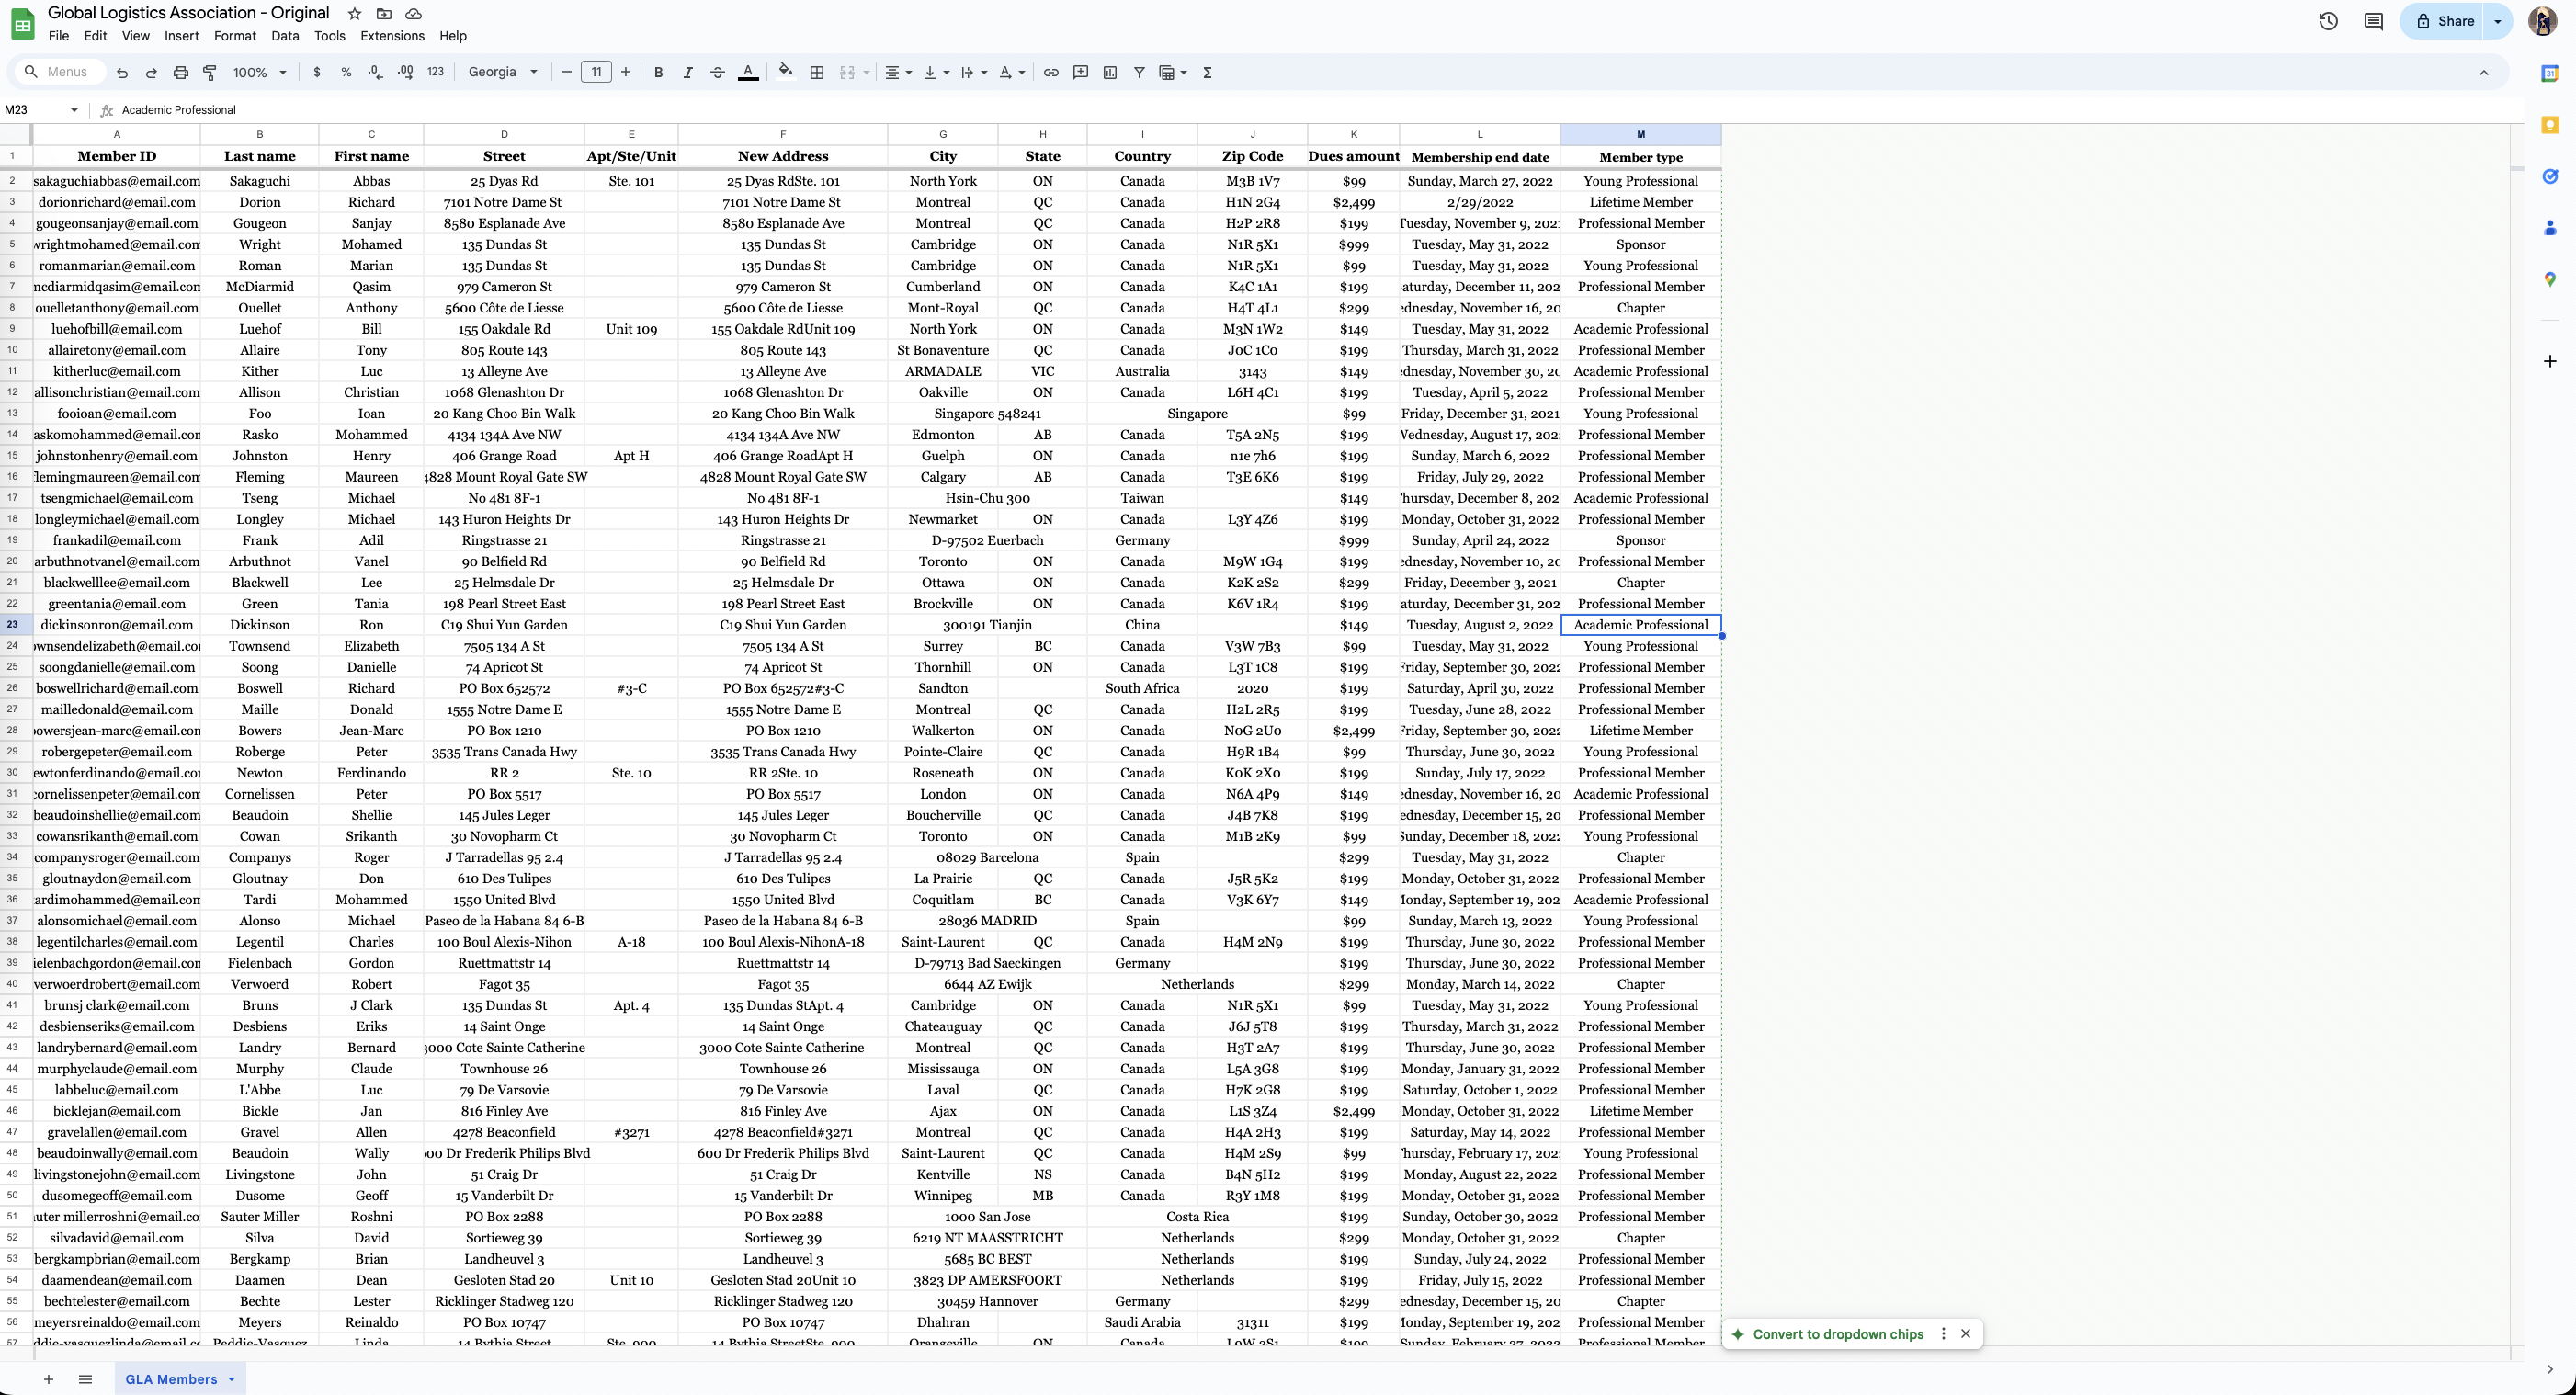 Global Logistics Association - Original
File Edit View Insert Format Data Tools Extensions Help
Share
Menus 100% $ % .0 .00 123 Georgia 11 B I S A
M23 fx Academic Professional
A B C D E F G H I J K L M
1 Member ID Last name First name Street Apt/Ste/Unit New Address City State Country Zip Code Dues amount Membership end date Member type
2 sakaguchiabbas@email.com Sakaguchi Abbas 25 Dyas Rd Ste. 101 25 Dyas RdSte. 101 North York ON Canada M3B 1V7 $99 Sunday, March 27, 2022 Young Professional
3 dorionrichard@email.com Dorion Richard 7101 Notre Dame St 7101 Notre Dame St Montreal QC Canada H1N 2G4 $2,499 2/29/2022 Lifetime Member
4 gougeonsanjay@email.com Gougeon Sanjay 8580 Esplanade Ave 8580 Esplanade Ave Montreal QC Canada H2P 2R8 $199 Tuesday, November 9, 2021 Professional Member
5 wrightmohamed@email.com Wright Mohamed 135 Dundas St 135 Dundas St Cambridge ON Canada N1R 5X1 $999 Tuesday, May 31, 2022 Sponsor
6 romanmarian@email.com Roman Marian 135 Dundas St 135 Dundas St Cambridge ON Canada N1R 5X1 $99 Tuesday, May 31, 2022 Young Professional
7 mcdiarmidqasim@email.com McDiarmid Qasim 979 Cameron St 979 Cameron St Cumberland ON Canada K4C 1A1 $199 Saturday, December 11, 202 Professional Member
8 ouelletanthony@email.com Ouellet Anthony 5600 Côte de Liesse 5600 Côte de Liesse Mont-Royal QC Canada H4T 4L1 $299 ednesday, November 16, 20 Chapter
9 luehofbill@email.com Luehof Bill 155 Oakdale Rd Unit 109 155 Oakdale RdUnit 109 North York ON Canada M3N 1W2 $149 Tuesday, May 31, 2022 Academic Professional
10 allairetony@email.com Allaire Tony 805 Route 143 805 Route 143 St Bonaventure QC Canada J0C 1C0 $199 Thursday, March 31, 2022 Professional Member
11 kitherluc@email.com Kither Luc 13 Alleyne Ave 13 Alleyne Ave ARMADALE VIC Australia 3143 $149 ednesday, November 30, 20 Academic Professional
12 allisonchristian@email.com Allison Christian 1068 Glenashton Dr 1068 Glenashton Dr Oakville ON Canada L6H 4C1 $199 Tuesday, April 5, 2022 Professional Member
13 fooioan@email.com Foo Ioan 20 Kang Choo Bin Walk 20 Kang Choo Bin Walk Singapore 548241 Singapore $99 Friday, December 31, 2021 Young Professional
14 askomohammed@email.com Rasko Mohammed 4134 134A Ave NW 4134 134A Ave NW Edmonton AB Canada T5A 2N5 $199 Wednesday, August 17, 202 Professional Member
15 johnstonhenry@email.com Johnston Henry 406 Grange Road Apt H 406 Grange RoadApt H Guelph ON Canada n1e 7h6 $199 Sunday, March 6, 2022 Professional Member
16 flemingmaureen@email.com Fleming Maureen 4828 Mount Royal Gate SW 4828 Mount Royal Gate SW Calgary AB Canada T3E 6K6 $199 Friday, July 29, 2022 Professional Member
17 tsengmichael@email.com Tseng Michael No 481 8F-1 No 481 8F-1 Hsin-Chu 300 Taiwan $149 Thursday, December 8, 202 Academic Professional
18 longleymichael@email.com Longley Michael 143 Huron Heights Dr 143 Huron Heights Dr Newmarket ON Canada L3Y 4Z6 $199 Monday, October 31, 2022 Professional Member
19 frankadil@email.com Frank Adil Ringstrasse 21 Ringstrasse 21 D-97502 Euerbach Germany $999 Sunday, April 24, 2022 Sponsor
20 arbuthnotvanel@email.com Arbuthnot Vanel 90 Belfield Rd 90 Belfield Rd Toronto ON Canada M9W 1G4 $199 ednesday, November 10, 20 Professional Member
21 blackwelllee@email.com Blackwell Lee 25 Helmsdale Dr 25 Helmsdale Dr Ottawa ON Canada K2K 2S2 $299 Friday, December 3, 2021 Chapter
22 greentania@email.com Green Tania 198 Pearl Street East 198 Pearl Street East Brockville ON Canada K6V 1R4 $199 aturday, December 31, 202 Professional Member
23 dickinsonron@email.com Dickinson Ron C19 Shui Yun Garden C19 Shui Yun Garden 300191 Tianjin China $149 Tuesday, August 2, 2022 Academic Professional
24 ownsendelizabeth@email.co Townsend Elizabeth 7505 134 A St 7505 134 A St Surrey BC Canada V3W 7B3 $99 Tuesday, May 31, 2022 Young Professional
25 soongdanielle@email.com Soong Danielle 74 Apricot St 74 Apricot St Thornhill ON Canada L3T 1C8 $199 Friday, September 30, 2022 Professional Member
26 boswellrichard@email.com Boswell Richard PO Box 652572 #3-C PO Box 652572#3-C Sandton South Africa 2020 $199 Saturday, April 30, 2022 Professional Member
27 mailledonald@email.com Maille Donald 1555 Notre Dame E 1555 Notre Dame E Montreal QC Canada H2L 2R5 $199 Tuesday, June 28, 2022 Professional Member
28 bowersjean-marc@email.com Bowers Jean-Marc PO Box 1210 PO Box 1210 Walkerton ON Canada N0G 2U0 $2,499 Friday, September 30, 2022 Lifetime Member
29 robergepeter@email.com Roberge Peter 3535 Trans Canada Hwy 3535 Trans Canada Hwy Pointe-Claire QC Canada H9R 1B4 $99 Thursday, June 30, 2022 Young Professional
30 ewtonferdinando@email.co Newton Ferdinando RR 2 Ste. 10 RR 2Ste. 10 Roseneath ON Canada K0K 2X0 $199 Sunday, July 17, 2022 Professional Member
31 cornelissenpeter@email.com Cornelissen Peter PO Box 5517 PO Box 5517 London ON Canada N6A 4P9 $149 ednesday, November 16, 20 Academic Professional
32 beaudoinshellie@email.com Beaudoin Shellie 145 Jules Leger 145 Jules Leger Boucherville QC Canada J4B 7K8 $199 ednesday, December 15, 20 Professional Member
33 cowansrikanth@email.com Cowan Srikanth 30 Novopharm Ct 30 Novopharm Ct Toronto ON Canada M1B 2K9 $99 Sunday, December 18, 2022 Young Professional
34 companysroger@email.com Companys Roger J Tarradellas 95 2.4 J Tarradellas 95 2.4 08029 Barcelona Spain $299 Tuesday, May 31, 2022 Chapter
35 gloutnaydon@email.com Gloutnay Don 610 Des Tulipes 610 Des Tulipes La Prairie QC Canada J5R 5K2 $199 Monday, October 31, 2022 Professional Member
36 ardimohammed@email.com Tardi Mohammed 1550 United Blvd 1550 United Blvd Coquitlam BC Canada V3K 6Y7 $149 Monday, September 19, 202 Academic Professional
37 alonsomichael@email.com Alonso Michael Paseo de la Habana 84 6-B Paseo de la Habana 84 6-B 28036 MADRID Spain $99 Sunday, March 13, 2022 Young Professional
38 legentilcharles@email.com Legentil Charles 100 Boul Alexis-Nihon A-18 100 Boul Alexis-NihonA-18 Saint-Laurent QC Canada H4M 2N9 $199 Thursday, June 30, 2022 Professional Member
39 ielenbachgordon@email.com Fielenbach Gordon Ruettmattstr 14 Ruettmattstr 14 D-79713 Bad Saeckingen Germany $199 Thursday, June 30, 2022 Professional Member
40 verwoerdrobert@email.com Verwoerd Robert Fagot 35 Fagot 35 6644 AZ Ewijk Netherlands $299 Monday, March 14, 2022 Chapter
41 brunsj clark@email.com Bruns J Clark 135 Dundas St Apt. 4 135 Dundas StApt. 4 Cambridge ON Canada N1R 5X1 $99 Tuesday, May 31, 2022 Young Professional
42 desbienseriks@email.com Desbiens Eriks 14 Saint Onge 14 Saint Onge Chateauguay QC Canada J6J 5T8 $199 Thursday, March 31, 2022 Professional Member
43 landrybernard@email.com Landry Bernard 3000 Cote Sainte Catherine 3000 Cote Sainte Catherine Montreal QC Canada H3T 2A7 $199 Thursday, June 30, 2022 Professional Member
44 murphyclaude@email.com Murphy Claude Townhouse 26 Townhouse 26 Mississauga ON Canada L5A 3G8 $199 Monday, January 31, 2022 Professional Member
45 labbeluc@email.com L'Abbe Luc 79 De Varsovie 79 De Varsovie Laval QC Canada H7K 2G8 $199 Saturday, October 1, 2022 Professional Member
46 bicklejan@email.com Bickle Jan 816 Finley Ave 816 Finley Ave Ajax ON Canada L1S 3Z4 $2,499 Monday, October 31, 2022 Lifetime Member
47 gravelallen@email.com Gravel Allen 4278 Beaconfield #3271 4278 Beaconfield#3271 Montreal QC Canada H4A 2H3 $199 Saturday, May 14, 2022 Professional Member
48 beaudoinwally@email.com Beaudoin Wally 00 Dr Frederik Philips Blvd 600 Dr Frederik Philips Blvd Saint-Laurent QC Canada H4M 2S9 $99 Thursday, February 17, 202 Young Professional
49 livingstonejohn@email.com Livingstone John 51 Craig Dr 51 Craig Dr Kentville NS Canada B4N 5H2 $199 Monday, August 22, 2022 Professional Member
50 dusomegeoff@email.com Dusome Geoff 15 Vanderbilt Dr 15 Vanderbilt Dr Winnipeg MB Canada R3Y 1M8 $199 Monday, October 31, 2022 Professional Member
51 auter millerroshni@email.co Sauter Miller Roshni PO Box 2288 PO Box 2288 1000 San Jose Costa Rica $199 Sunday, October 30, 2022 Professional Member
52 silvadavid@email.com Silva David Sortieweg 39 Sortieweg 39 6219 NT MAASSTRICHT Netherlands $299 Monday, October 31, 2022 Chapter
53 bergkampbrian@email.com Bergkamp Brian Landheuvel 3 Landheuvel 3 5685 BC BEST Netherlands $199 Sunday, July 24, 2022 Professional Member
54 daamendean@email.com Daamen Dean Gesloten Stad 20 Unit 10 Gesloten Stad 20Unit 10 3823 DP AMERSFOORT Netherlands $199 Friday, July 15, 2022 Professional Member
55 bechtelester@email.com Bechte Lester Ricklinger Stadweg 120 Ricklinger Stadweg 120 30459 Hannover Germany $299 ednesday, December 15, 20 Chapter
56 meyersreinaldo@email.com Meyers Reinaldo PO Box 10747 PO Box 10747 Dhahran Saudi Arabia 31311 $199 Monday, September 19, 202 Professional Member
57 ddie-vasquezlinda@email.co Peddie-Vasquez Linda 14 Bythia Street Ste. 900 14 Bythia StreetSte. 900 Orangeville ON Canada L9W 2S1 $199 Sunday, February 27, 2022 Professional Member
Convert to dropdown chips
GLA Members